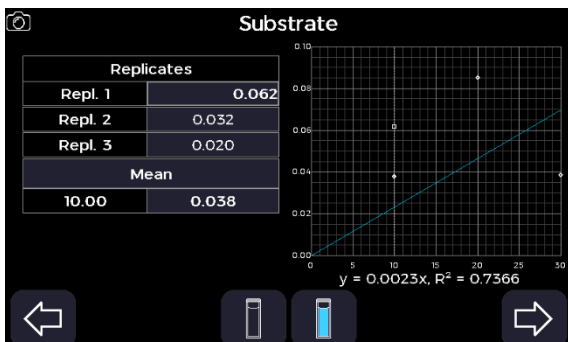 Substrate
Replicates
Repl. 1 0.062
Repl. 2 0.032
Repl. 3 0.020
Mean
10.00 0.038
0.10
0.08
0.06
0.04
0.02
0.00
0 5 10 15 20 25 30
y = 0.0023x, R² = 0.7366